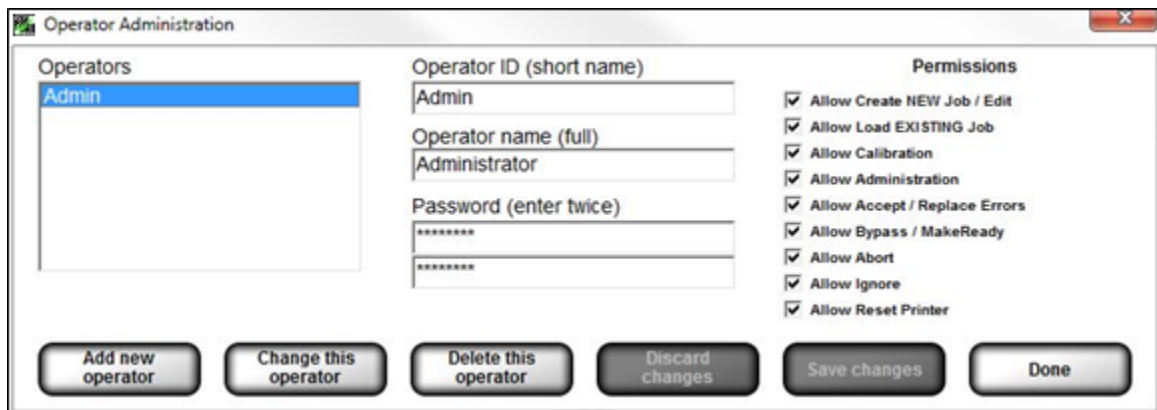 Operator Administration
Operators
Admin
Operator ID (short name)
Admin
Operator name (full)
Administrator
Password (enter twice)
********
********
Permissions
Allow Create NEW Job / Edit
Allow Load EXISTING Job
Allow Calibration
Allow Administration
Allow Accept / Replace Errors
Allow Bypass / MakeReady
Allow Abort
Allow Ignore
Allow Reset Printer
Add new
operator
Change this
operator
Delete this
operator
Discard
changes
Save changes
Done